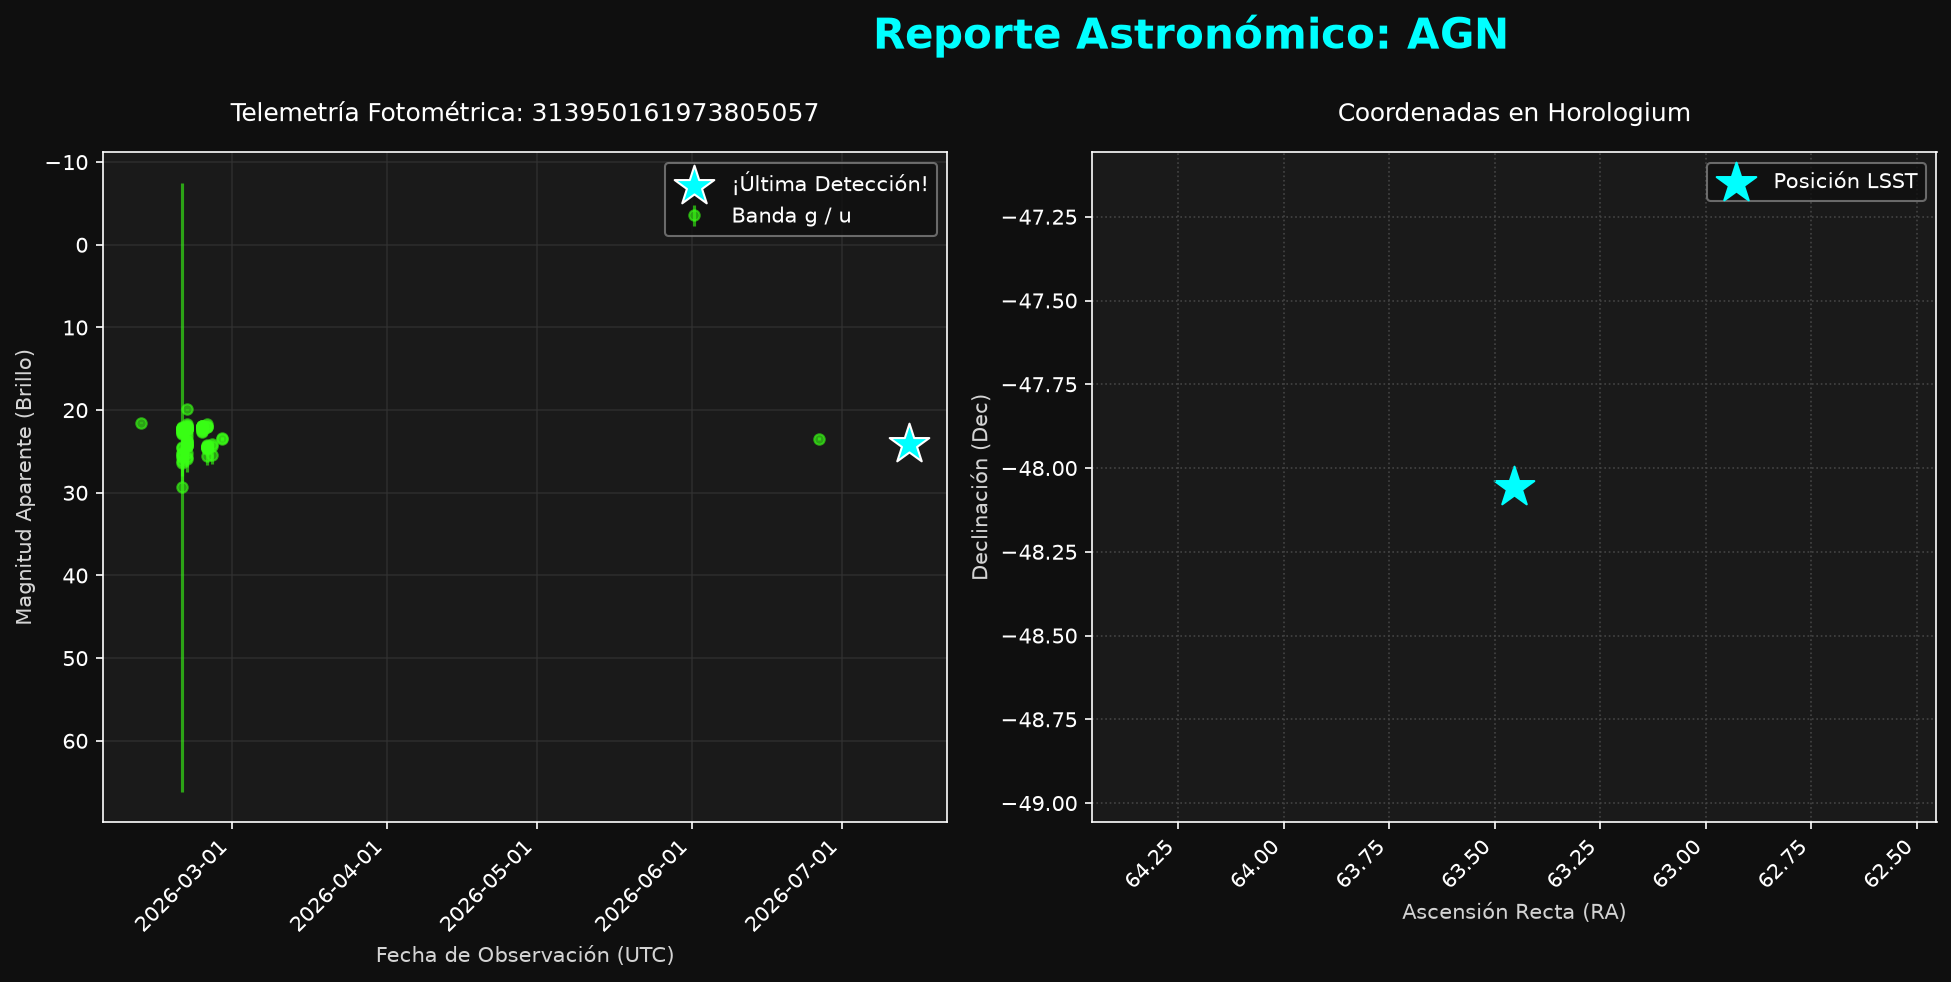 Reporte Astronómico: AGN
Telemetría Fotométrica: 313950161973805057
Magnitud Aparente (Brillo)
−10
0
10
20
30
40
50
60
¡Última Detección!
Banda g / u
2026-03-01
2026-04-01
2026-05-01
2026-06-01
2026-07-01
Fecha de Observación (UTC)
Coordenadas en Horologium
Declinación (Dec)
−47.25
−47.50
−47.75
−48.00
−48.25
−48.50
−48.75
−49.00
Posición LSST
64.25
64.00
63.75
63.50
63.25
63.00
62.75
62.50
Ascensión Recta (RA)